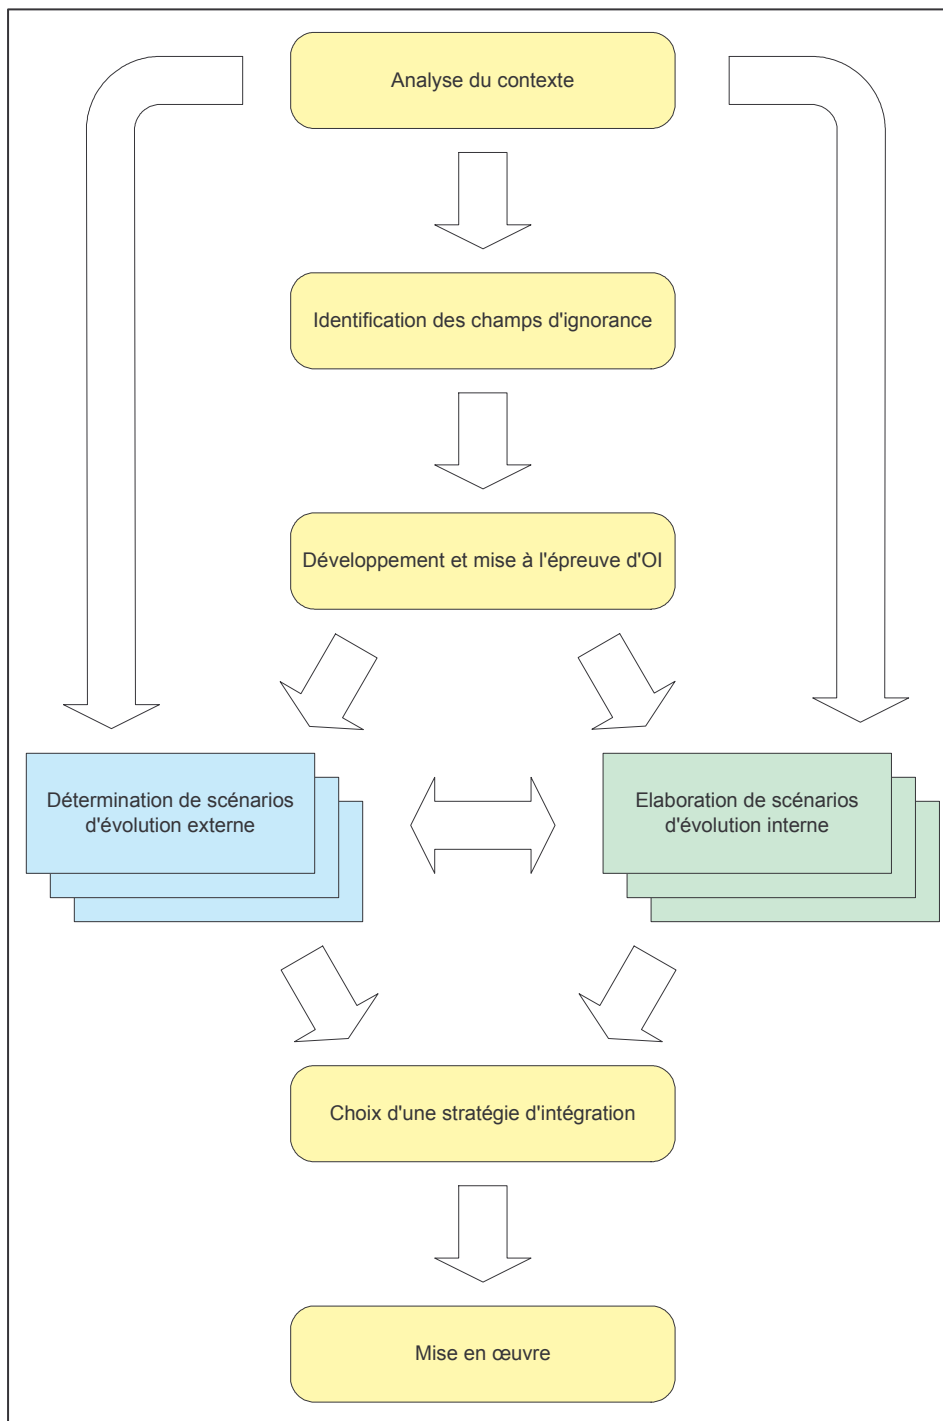 Analyse du contexte
Identification des champs d'ignorance
Développement et mise à l'épreuve d'OI
Détermination de scénarios
d'évolution externe
Elaboration de scénarios
d'évolution interne
Choix d'une stratégie d'intégration
Mise en œuvre